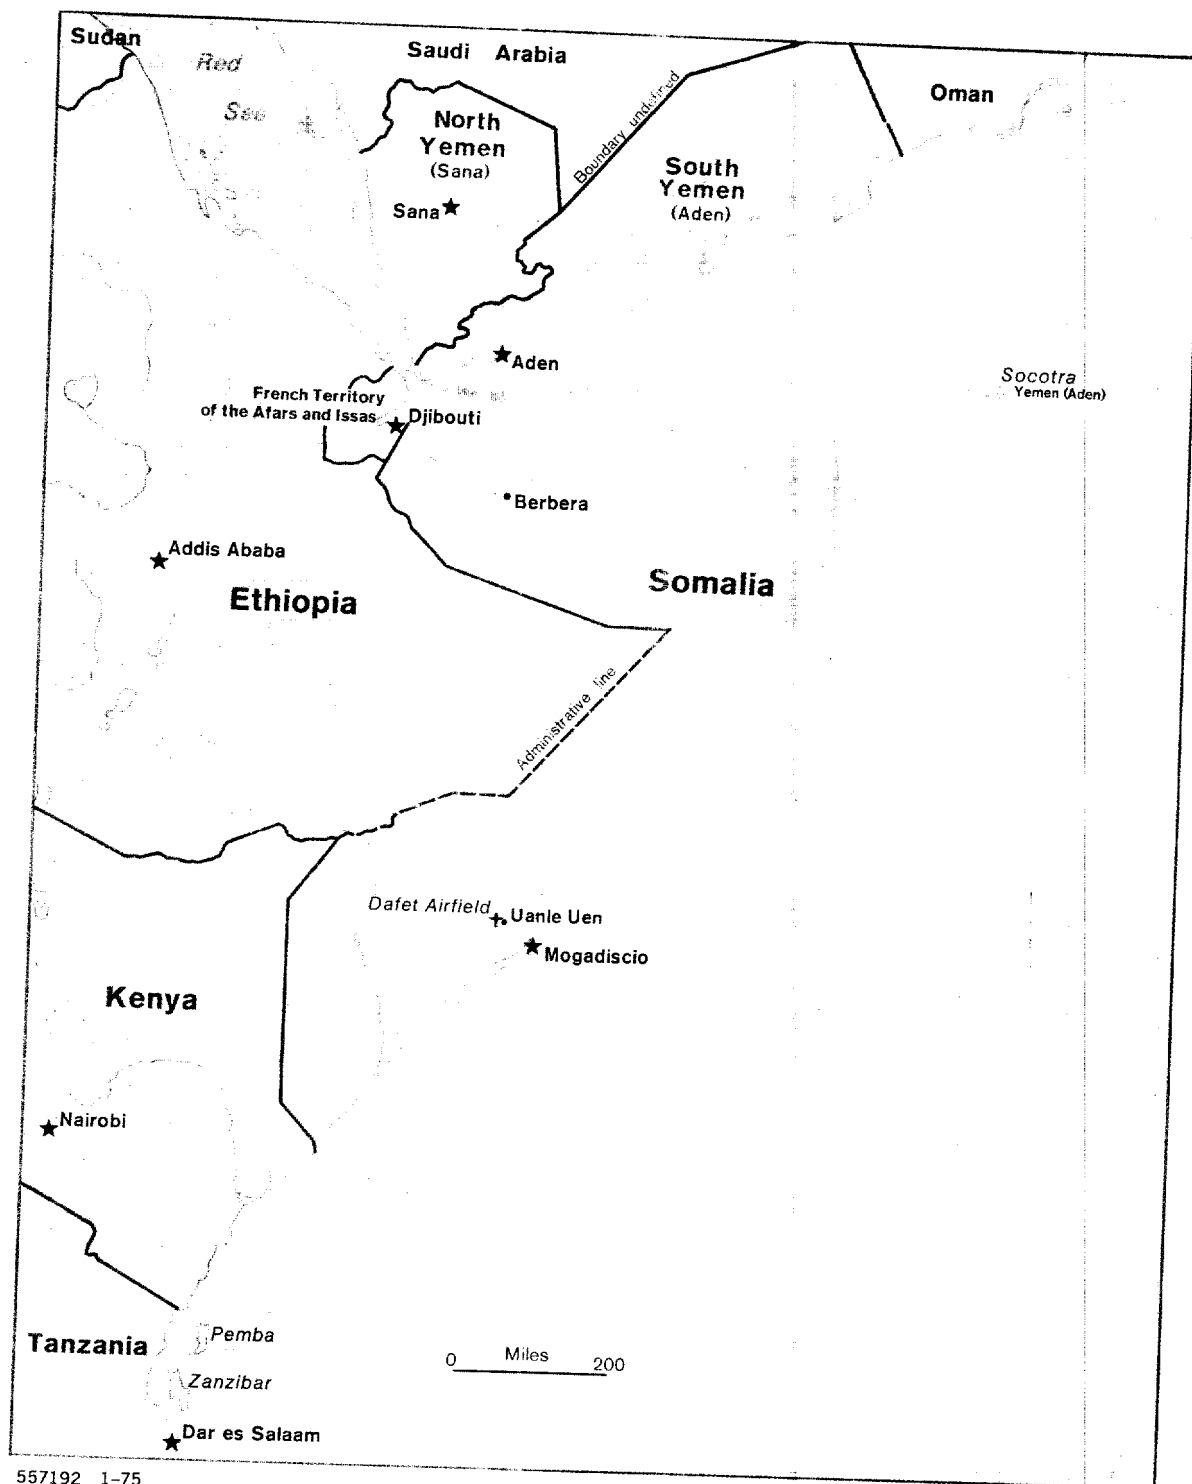 Sudan
Red
Sea
Saudi Arabia
North
Yemen
(Sana)
Sana
Boundary undefined
South
Yemen
(Aden)
Oman
Aden
Socotra
Yemen (Aden)
French Territory
of the Afars and Issas
Djibouti
Berbera
Addis Ababa
Ethiopia
Somalia
Administrative line
Dafet Airfield
Uanle Uen
Mogadiscio
Kenya
Nairobi
Tanzania
Pemba
Zanzibar
Dar es Salaam
0 Miles 200
557192 1-75